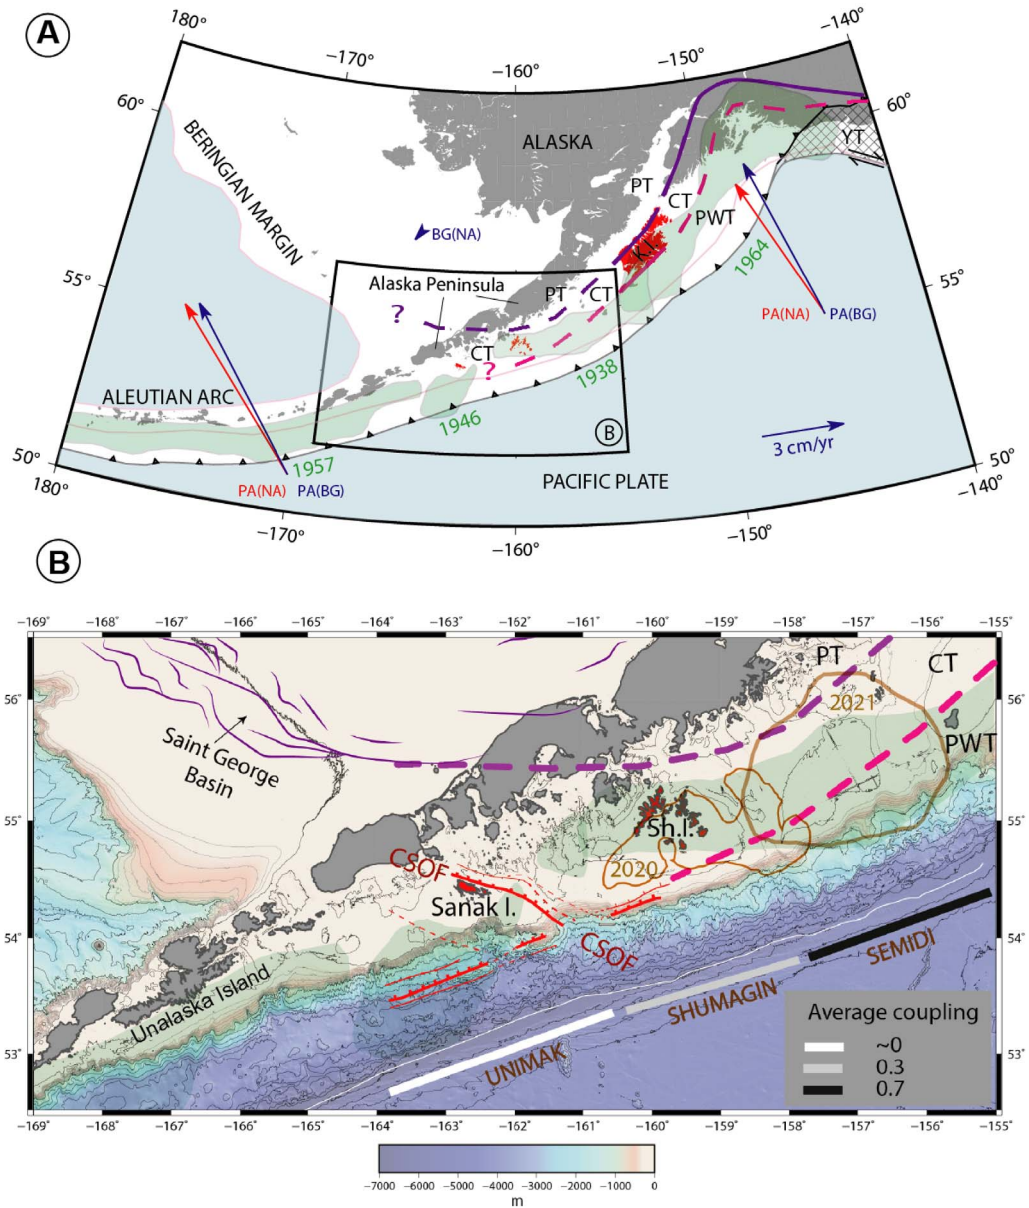 A
180°
−170°
−160°
−150°
−140°
60°
60°
BERINGIAN MARGIN
ALASKA
YT
PT
CT
PWT
BG(NA)
K I
1964
55°
55°
Alaska Peninsula
PT
CT
?
PA(NA)
PA(BG)
CT
?
1938
ALEUTIAN ARC
1946
B
3 cm/yr
50°
1957
50°
180°
PA(NA)
PA(BG)
PACIFIC PLATE
−140°
−170°
−160°
−150°
B
−169°
−168°
−167°
−166°
−165°
−164°
−163°
−162°
−161°
−160°
−159°
−158°
−157°
−156°
−155°
PT
CT
56°
56°
2021
Saint George
Basin
PWT
55°
55°
Sh.I.
CSOF
2020
Sanak I.
54°
54°
CSOF
SEMIDI
Unalaska Island
SHUMAGIN
Average coupling
~0
0.3
0.7
53°
53°
UNIMAK
−169°
−168°
−167°
−166°
−165°
−164°
−163°
−162°
−161°
−160°
−159°
−158°
−157°
−156°
−155°
−7000
−6000
−5000
−4000
−3000
−2000
−1000
0
m